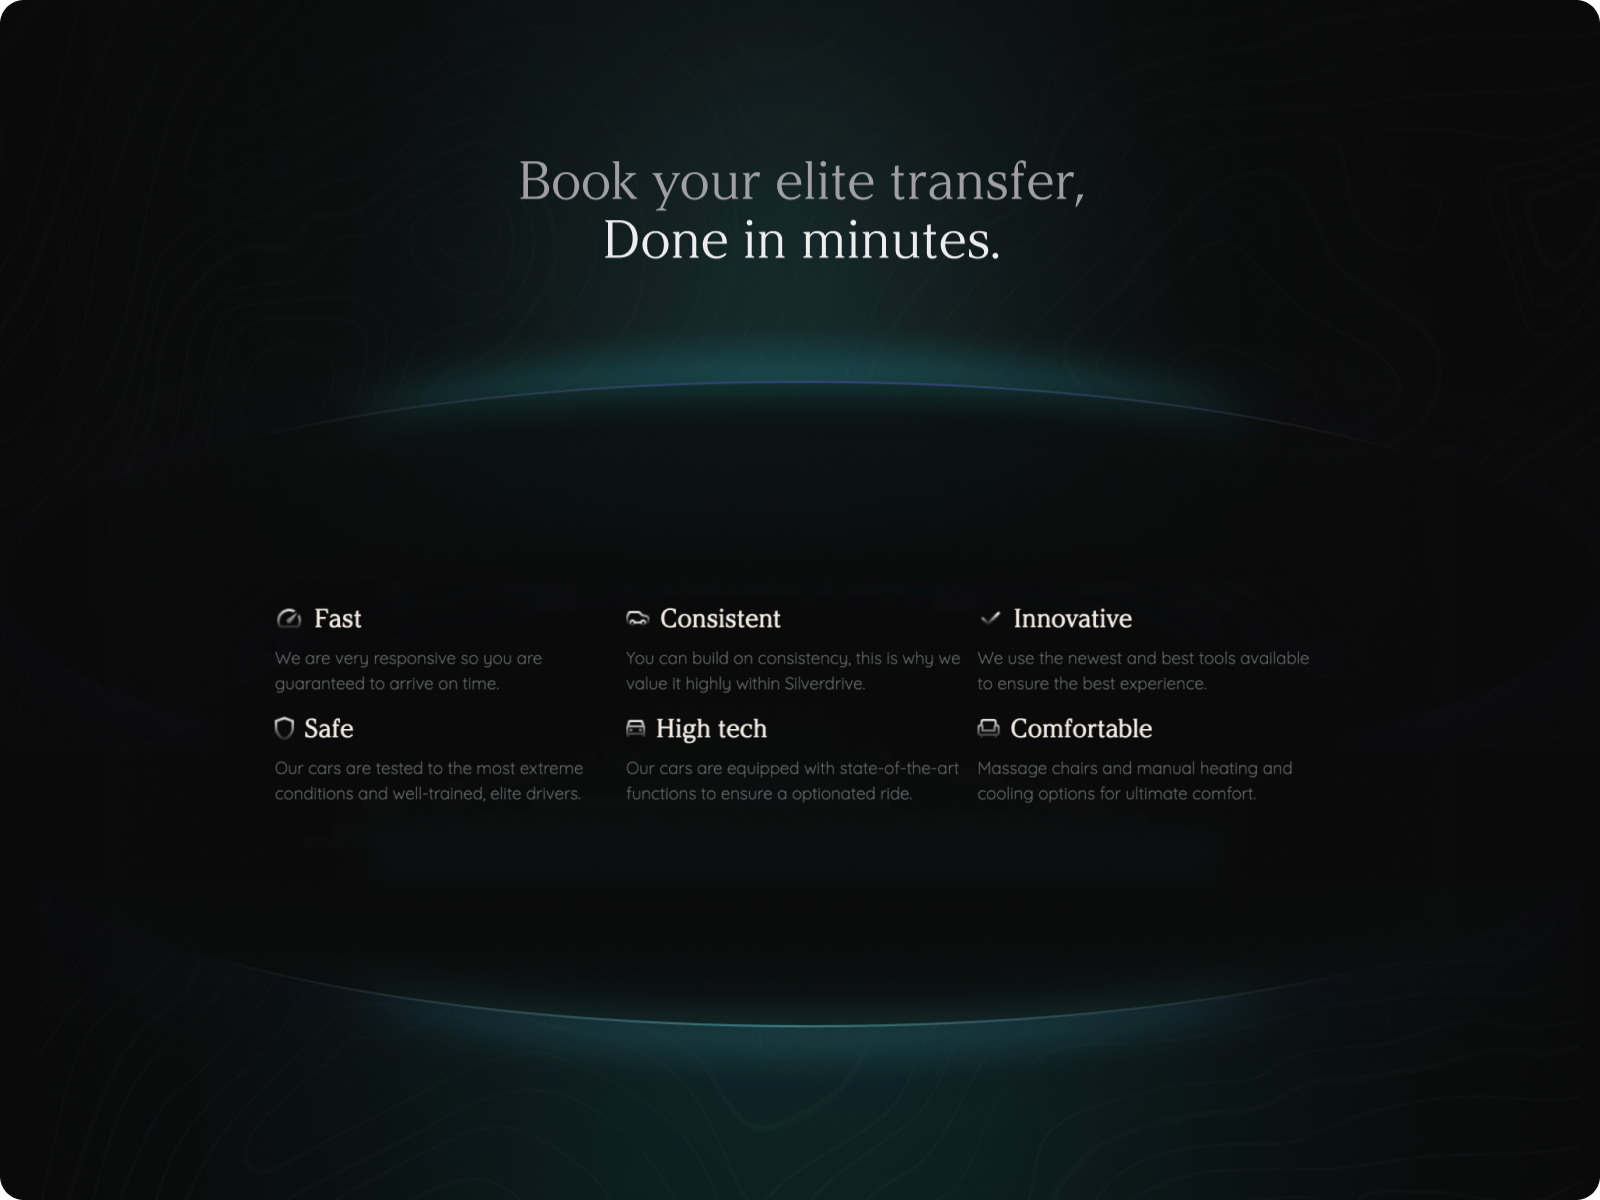 Book your elite transfer,
Done in minutes.
Fast
We are very responsive so you are
guaranteed to arrive on time.
Consistent
You can build on consistency, this is why we
value it highly within Silverdrive.
Innovative
We use the newest and best tools available
to ensure the best experience.
Safe
Our cars are tested to the most extreme
conditions and well-trained, elite drivers.
High tech
Our cars are equipped with state-of-the-art
functions to ensure a optionated ride.
Comfortable
Massage chairs and manual heating and
cooling options for ultimate comfort.